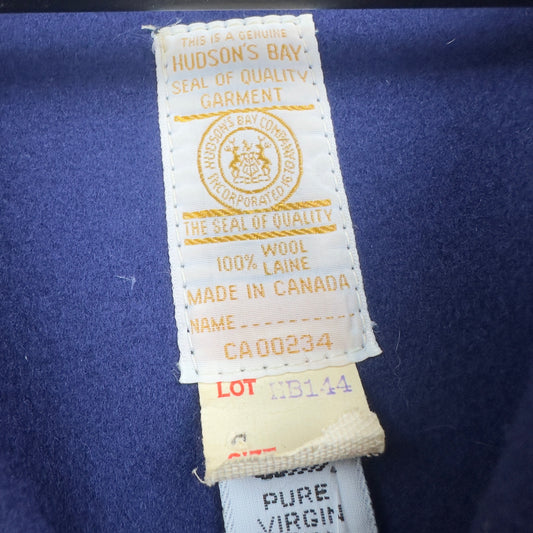 THIS IS A GENUINE
HUDSON'S BAY
SEAL OF QUALITY
GARMENT
HUDSON'S BAY COMPANY
INCORPORATED 1670
THE SEAL OF QUALITY
100% WOOL
LAINE
MADE IN CANADA
NAME
CA00234
LOT HB144
PURE
VIRGIN